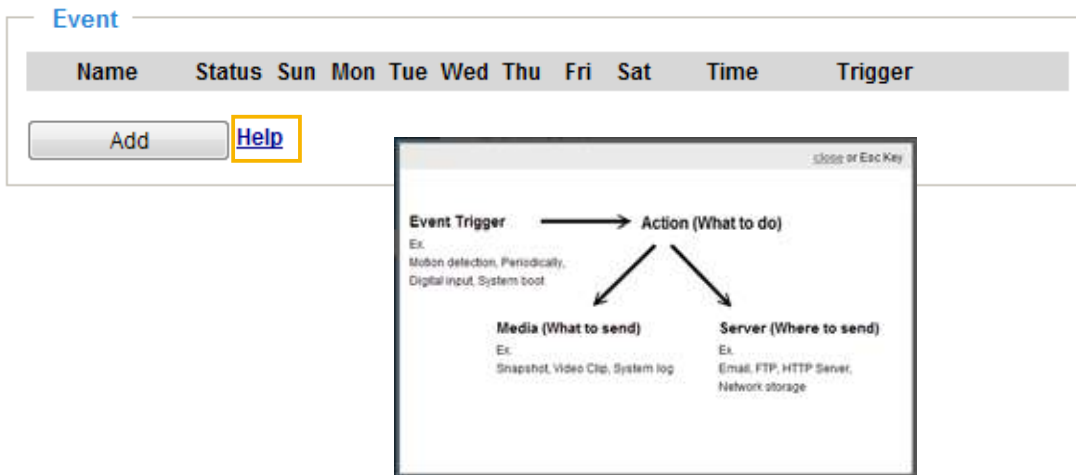 Event
Name Status Sun Mon Tue Wed Thu Fri Sat Time Trigger
Add Help
close or Esc Key
Event Trigger Action (What to do)
Ex.
Motion detection, Periodically,
Digital input, System boot
Media (What to send) Server (Where to send)
Ex. Ex.
Snapshot, Video Clip, System log Email, FTP, HTTP Server,
Network storage